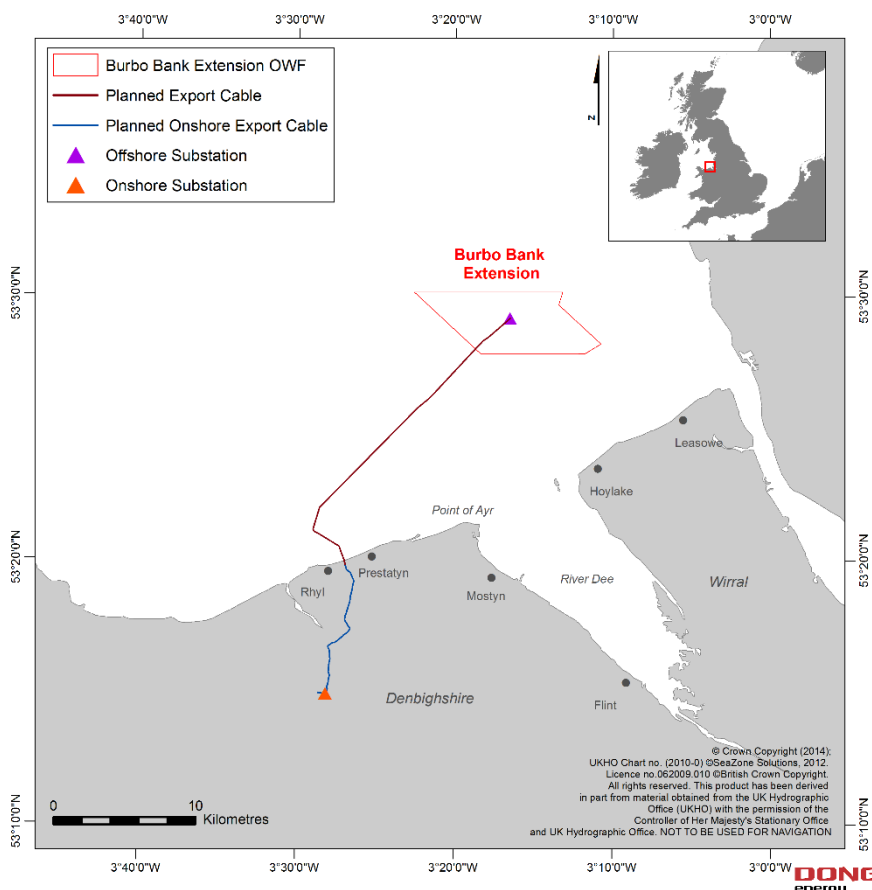 3°40'0"W
3°30'0"W
3°20'0"W
3°10'0"W
3°0'0"W
Burbo Bank Extension OWF
Planned Export Cable
Planned Onshore Export Cable
Offshore Substation
Onshore Substation
N
Burbo Bank
Extension
53°30'0"N
53°30'0"N
Leasowe
Hoylake
Point of Ayr
53°20'0"N
53°20'0"N
Prestatyn
Rhyl
Mostyn
River Dee
Wirral
Denbighshire
Flint
© Crown Copyright (2014);
UKHO Chart no. (2010-0) ©SeaZone Solutions, 2012.
Licence no.062009.010 ©British Crown Copyright.
All rights reserved. This product has been derived
in part from material obtained from the UK Hydrographic
Office (UKHO) with the permission of the
Controller of Her Majesty's Stationary Office
and UK Hydrographic Office. NOT TO BE USED FOR NAVIGATION
0 10
Kilometres
53°10'0"N
53°10'0"N
3°40'0"W
3°30'0"W
3°20'0"W
3°10'0"W
3°0'0"W
DONG
energy